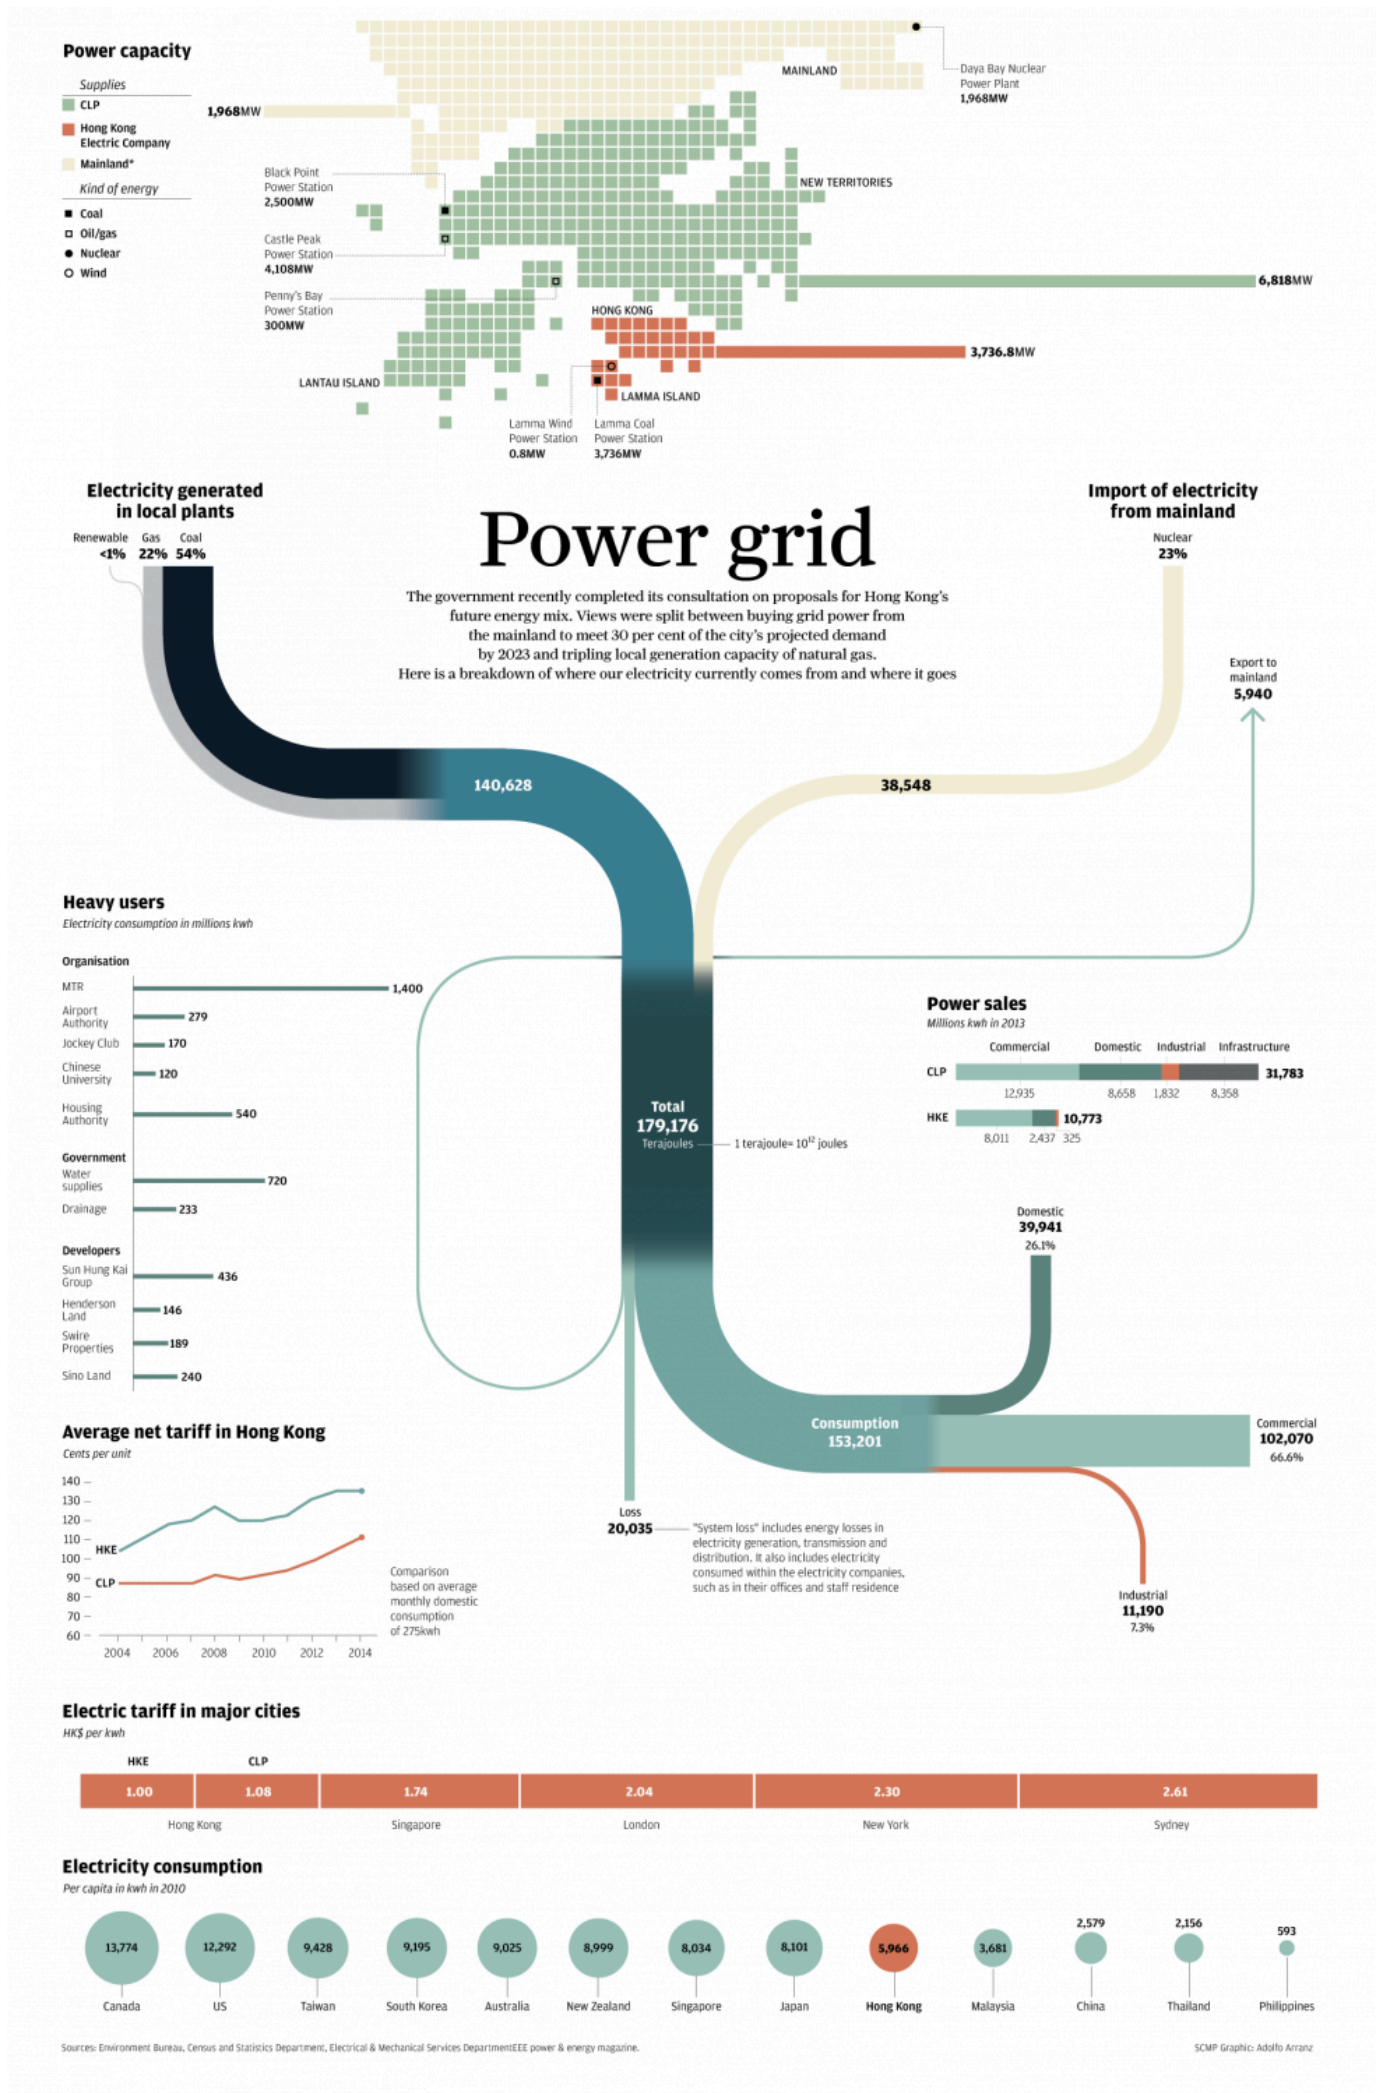 Power capacity
Supplies
CLP
Hong Kong
Electric Company
Mainland*
Kind of energy
Coal
Oil/gas
Nuclear
Wind
1,968MW
MAINLAND
Daya Bay Nuclear
Power Plant
1,968MW
Black Point
Power Station
2,500MW
NEW TERRITORIES
Castle Peak
Power Station
4,108MW
6,818MW
Penny's Bay
Power Station
300MW
HONG KONG
3,736.8MW
LANTAU ISLAND
LAMMA ISLAND
Lamma Wind
Power Station
0.8MW
Lamma Coal
Power Station
3,736MW
Electricity generated
in local plants
Renewable Gas Coal
<1% 22% 54%
Power grid
The government recently completed its consultation on proposals for Hong Kong's
future energy mix. Views were split between buying grid power from
the mainland to meet 30 per cent of the city's projected demand
by 2023 and tripling local generation capacity of natural gas.
Here is a breakdown of where our electricity currently comes from and where it goes
Import of electricity
from mainland
Nuclear
23%
Export to
mainland
5,940
140,628
38,548
Heavy users
Electricity consumption in millions kwh
Organisation
MTR 1,400
Airport
Authority 279
Jockey Club 170
Chinese
University 120
Housing
Authority 540
Government
Water
supplies 720
Drainage 233
Developers
Sun Hung Kai
Group 436
Henderson
Land 146
Swire
Properties 189
Sino Land 240
Total
179,176
Terajoules
1 terajoule= 10¹² joules
Power sales
Millions kwh in 2013
Commercial Domestic Industrial Infrastructure
CLP 31,783
12,935 8,658 1,832 8,358
HKE 10,773
8,011 2,437 325
Domestic
39,941
26.1%
Consumption
153,201
Commercial
102,070
66.6%
Industrial
11,190
7.3%
Loss
20,035
"System loss" includes energy losses in
electricity generation, transmission and
distribution. It also includes electricity
consumed within the electricity companies,
such as in their offices and staff residence
Average net tariff in Hong Kong
Cents per unit
140
130
120
110
100
90
80
70
60
HKE
CLP
2004 2006 2008 2010 2012 2014
Comparison
based on average
monthly domestic
consumption
of 275kwh
Electric tariff in major cities
HK$ per kwh
HKE CLP
1.00 1.08 1.74 2.04 2.30 2.61
Hong Kong Singapore London New York Sydney
Electricity consumption
Per capita in kwh in 2010
13,774 12,292 9,428 9,195 9,025 8,999 8,034 8,101 5,966 3,681 2,579 2,156 593
Canada US Taiwan South Korea Australia New Zealand Singapore Japan Hong Kong Malaysia China Thailand Philippines
Sources: Environment Bureau, Census and Statistics Department, Electrical & Mechanical Services DepartmentEEE power & energy magazine.
SCMP Graphic: Adolfo Arranz